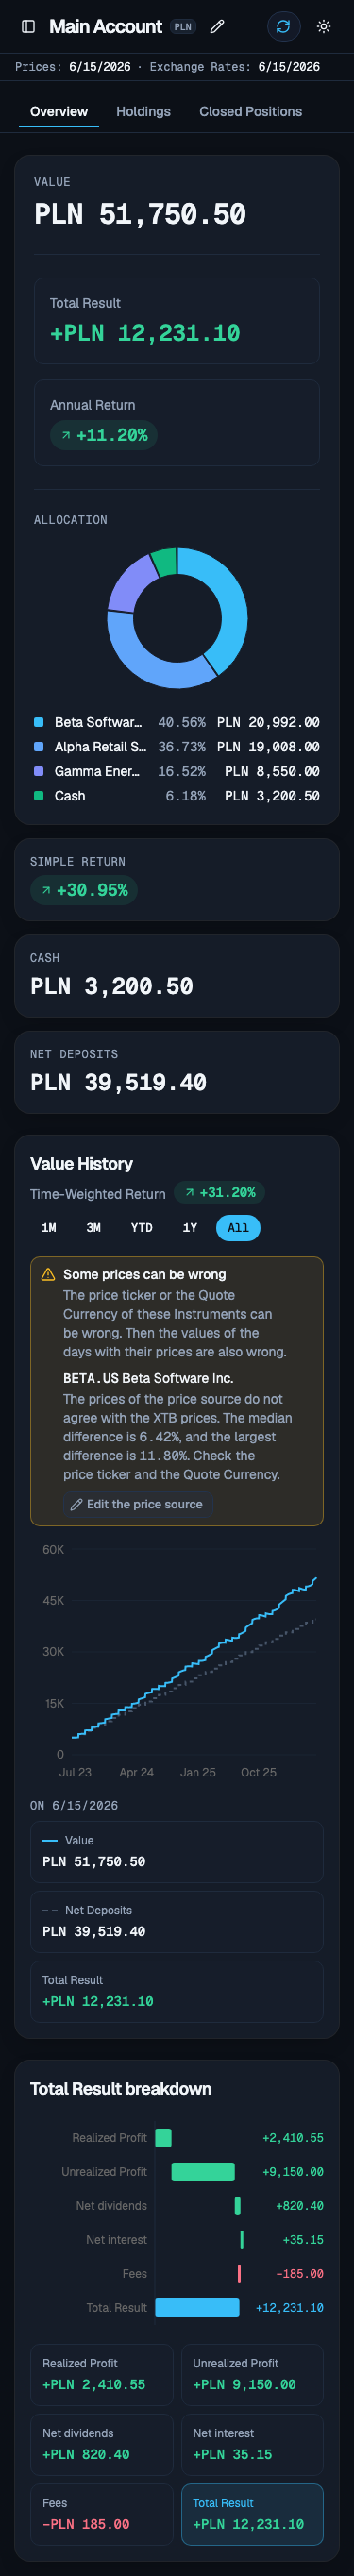 Main Account PLN
Prices: 6/15/2026 · Exchange Rates: 6/15/2026
Overview Holdings Closed Positions
VALUE
PLN 51,750.50
Total Result
+PLN 12,231.10
Annual Return
+11.20%
ALLOCATION
Beta Softwar... 40.56% PLN 20,992.00
Alpha Retail S... 36.73% PLN 19,008.00
Gamma Ener... 16.52% PLN 8,550.00
Cash 6.18% PLN 3,200.50
SIMPLE RETURN
+30.95%
CASH
PLN 3,200.50
NET DEPOSITS
PLN 39,519.40
Value History
Time-Weighted Return +31.20%
1M 3M YTD 1Y All
Some prices can be wrong
The price ticker or the Quote
Currency of these Instruments can
be wrong. Then the values of the
days with their prices are also wrong.
BETA.US Beta Software Inc.
The prices of the price source do not
agree with the XTB prices. The median
difference is 6.42%, and the largest
difference is 11.80%. Check the
price ticker and the Quote Currency.
Edit the price source
60K
45K
30K
15K
0
Jul 23 Apr 24 Jan 25 Oct 25
ON 6/15/2026
Value
PLN 51,750.50
Net Deposits
PLN 39,519.40
Total Result
+PLN 12,231.10
Total Result breakdown
Realized Profit +2,410.55
Unrealized Profit +9,150.00
Net dividends +820.40
Net interest +35.15
Fees −185.00
Total Result +12,231.10
Realized Profit
+PLN 2,410.55
Unrealized Profit
+PLN 9,150.00
Net dividends
+PLN 820.40
Net interest
+PLN 35.15
Fees
−PLN 185.00
Total Result
+PLN 12,231.10